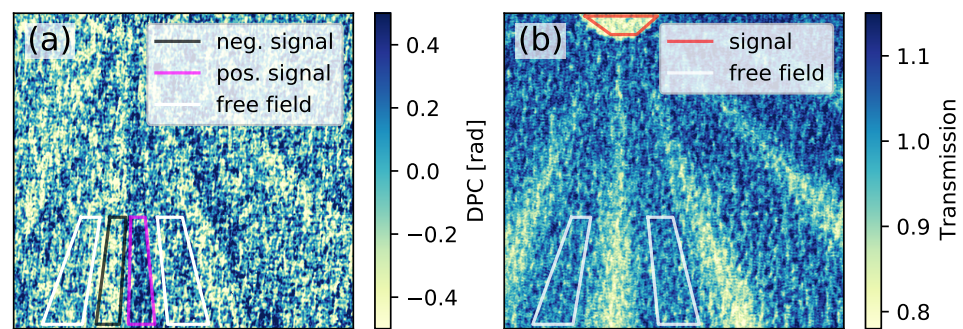 (a)
neg. signal
pos. signal
free field
0.4
0.2
0.0
−0.2
−0.4
DPC [rad]
(b)
signal
free field
1.1
1.0
0.9
0.8
Transmission